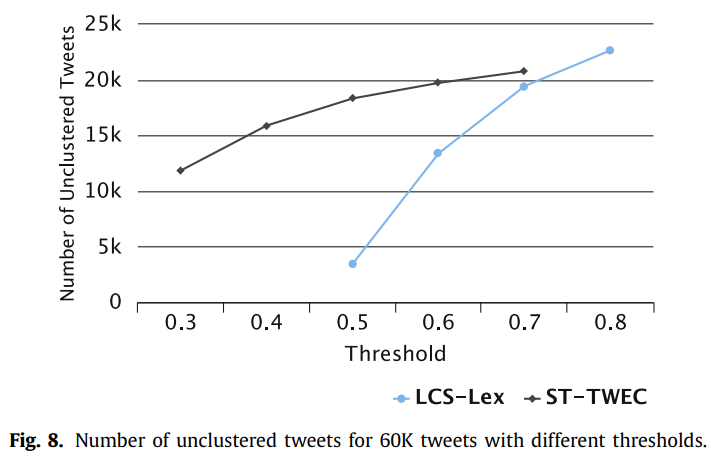 25k
20k
15k
10k
5k
0
Number of Unclustered Tweets
0.3 0.4 0.5 0.6 0.7 0.8
Threshold
LCS-Lex ST-TWEC
Fig. 8. Number of unclustered tweets for 60K tweets with different thresholds.